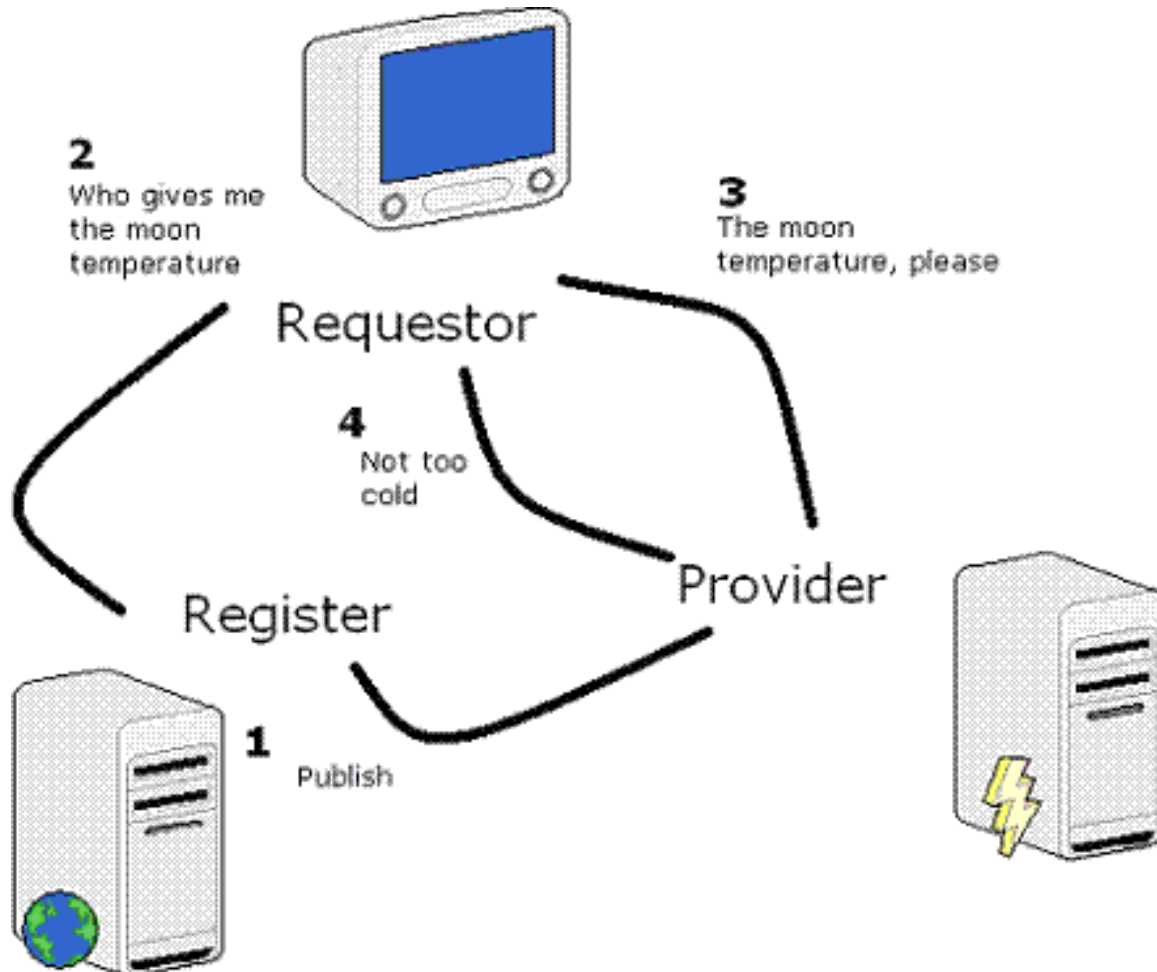 2
Who gives me
the moon
temperature
3
The moon
temperature, please
Requestor
4
Not too
cold
Provider
Register
1
Publish